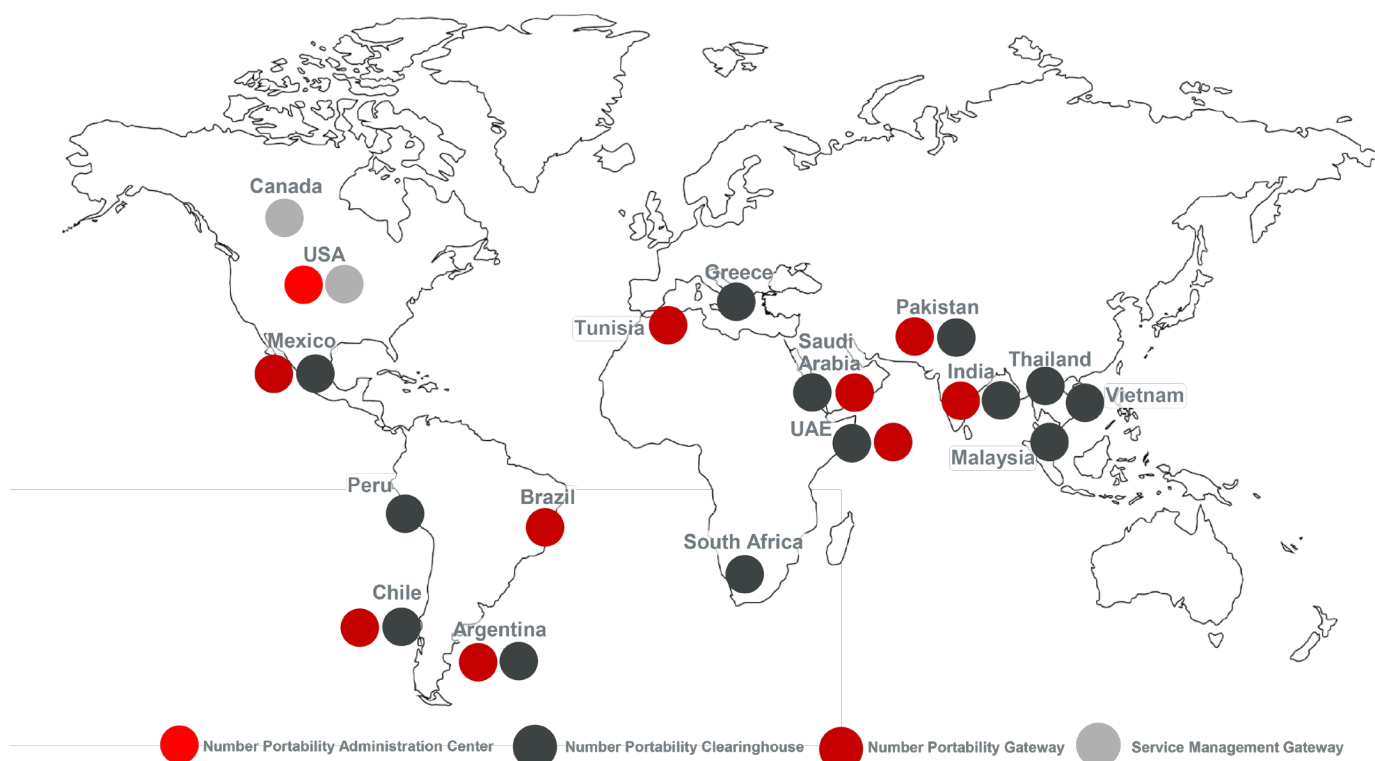 Canada
USA
Greece
Pakistan
Tunisia
Mexico
Saudi
Arabia
Thailand
India
Vietnam
UAE
Malaysia
Peru
Brazil
South Africa
Chile
Argentina
Number Portability Administration Center
Number Portability Clearinghouse
Number Portability Gateway
Service Management Gateway